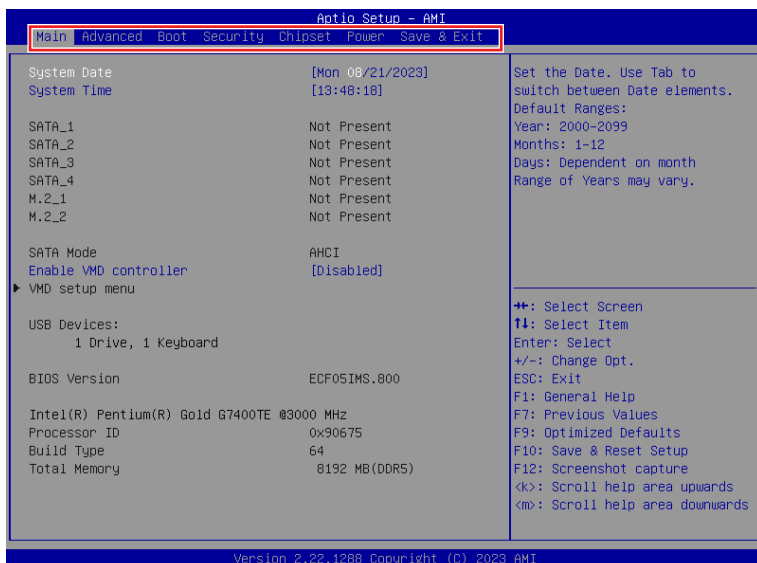 Aptio Setup – AMI
Main Advanced Boot Security Chipset Power Save & Exit
System Date [Mon 08/21/2023]
System Time [13:48:18]
SATA_1 Not Present
SATA_2 Not Present
SATA_3 Not Present
SATA_4 Not Present
M.2_1 Not Present
M.2_2 Not Present
SATA Mode AHCI
Enable VMD controller [Disabled]
▶ VMD setup menu
USB Devices:
1 Drive, 1 Keyboard
BIOS Version ECF05IMS.800
Intel(R) Pentium(R) Gold G7400TE @3000 MHz
Processor ID 0x90675
Build Type 64
Total Memory 8192 MB(DDR5)
Set the Date. Use Tab to
switch between Date elements.
Default Ranges:
Year: 2000–2099
Months: 1–12
Days: Dependent on month
Range of Years may vary.
→←: Select Screen
↑↓: Select Item
Enter: Select
+/–: Change Opt.
ESC: Exit
F1: General Help
F7: Previous Values
F9: Optimized Defaults
F10: Save & Reset Setup
F12: Screenshot capture
<k>: Scroll help area upwards
<m>: Scroll help area downwards
Version 2.22.1288 Copyright (C) 2023 AMI